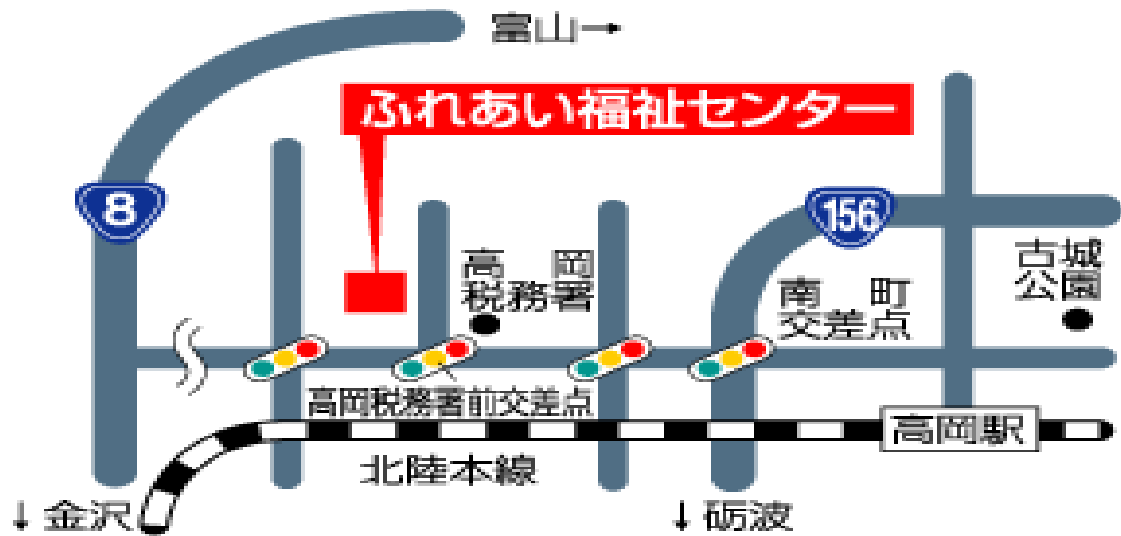 富山→
ふれあい福祉センター
8
156
高岡
税務署
古城
公園
南町
交差点
高岡税務署前交差点
高岡駅
北陸本線
↓金沢
↓砺波